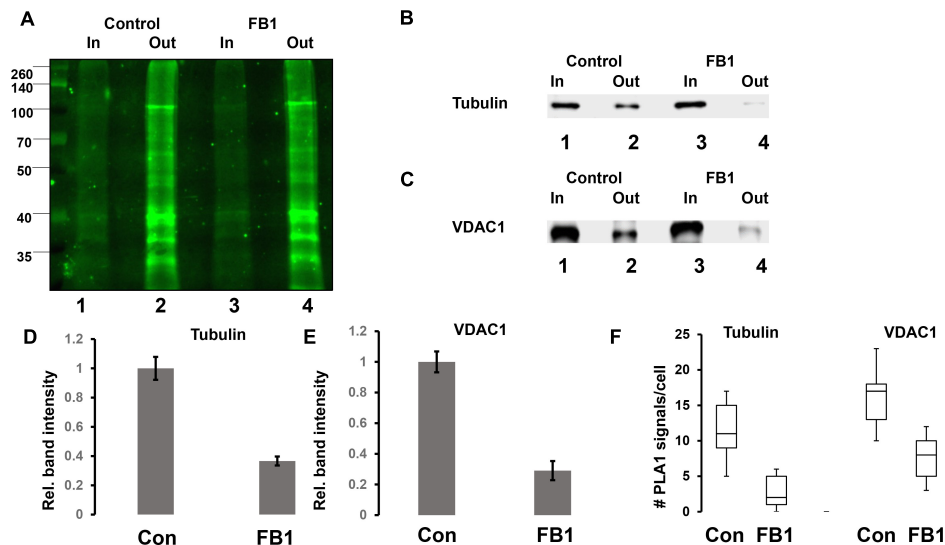 A
Control FB1
In Out In Out
260
140
100
70
50
40
35
1 2 3 4
B
Control FB1
In Out In Out
Tubulin
1 2 3 4
C
Control FB1
In Out In Out
VDAC1
1 2 3 4
D
Tubulin
Rel. band intensity
1.2
1
0.8
0.6
0.4
0.2
0
Con FB1
E
VDAC1
Rel. band intensity
1.2
1
0.8
0.6
0.4
0.2
0
Con FB1
F
Tubulin VDAC1
# PLA1 signals/cell
25
20
15
10
5
0
Con FB1 Con FB1